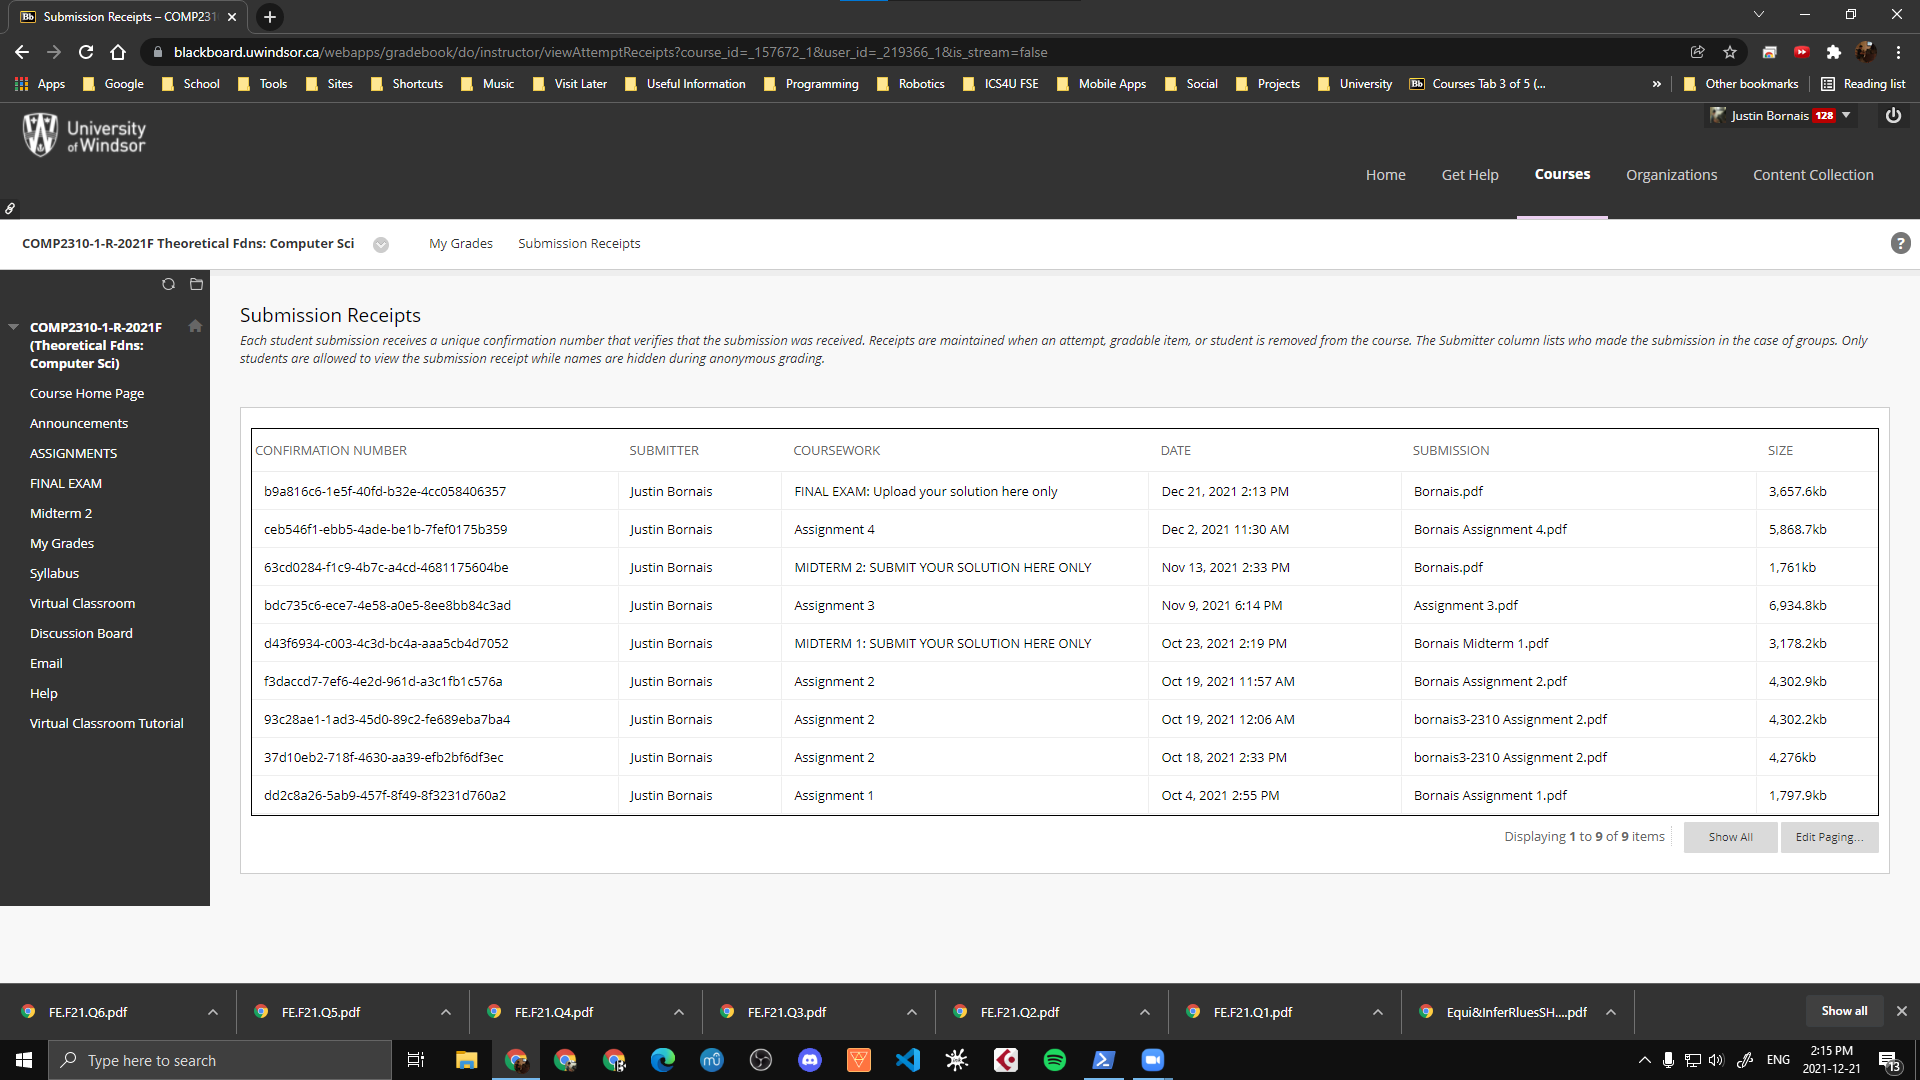 Submission Receipts – COMP231
blackboard.uwindsor.ca/webapps/gradebook/do/instructor/viewAttemptReceipts?course_id=_157672_1&user_id=_219366_1&is_stream=false
Apps Google School Tools Sites Shortcuts Music Visit Later Useful Information Programming Robotics ICS4U FSE Mobile Apps Social Projects University Bb Courses Tab 3 of 5 (... » Other bookmarks Reading list
University of Windsor
Justin Bornais 128
Home Get Help Courses Organizations Content Collection
COMP2310-1-R-2021F Theoretical Fdns: Computer Sci My Grades Submission Receipts ?
COMP2310-1-R-2021F (Theoretical Fdns: Computer Sci)
Course Home Page
Announcements
ASSIGNMENTS
FINAL EXAM
Midterm 2
My Grades
Syllabus
Virtual Classroom
Discussion Board
Email
Help
Virtual Classroom Tutorial
Submission Receipts
Each student submission receives a unique confirmation number that verifies that the submission was received. Receipts are maintained when an attempt, gradable item, or student is removed from the course. The Submitter column lists who made the submission in the case of groups. Only
students are allowed to view the submission receipt while names are hidden during anonymous grading.
CONFIRMATION NUMBER SUBMITTER COURSEWORK DATE SUBMISSION SIZE
b9a816c6-1e5f-40fd-b32e-4cc058406357 Justin Bornais FINAL EXAM: Upload your solution here only Dec 21, 2021 2:13 PM Bornais.pdf 3,657.6kb
ceb546f1-ebb5-4ade-be1b-7fef0175b359 Justin Bornais Assignment 4 Dec 2, 2021 11:30 AM Bornais Assignment 4.pdf 5,868.7kb
63cd0284-f1c9-4b7c-a4cd-4681175604be Justin Bornais MIDTERM 2: SUBMIT YOUR SOLUTION HERE ONLY Nov 13, 2021 2:33 PM Bornais.pdf 1,761kb
bdc735c6-ece7-4e58-a0e5-8ee8bb84c3ad Justin Bornais Assignment 3 Nov 9, 2021 6:14 PM Assignment 3.pdf 6,934.8kb
d43f6934-c003-4c3d-bc4a-aaa5cb4d7052 Justin Bornais MIDTERM 1: SUBMIT YOUR SOLUTION HERE ONLY Oct 23, 2021 2:19 PM Bornais Midterm 1.pdf 3,178.2kb
f3daccd7-7ef6-4e2d-961d-a3c1fb1c576a Justin Bornais Assignment 2 Oct 19, 2021 11:57 AM Bornais Assignment 2.pdf 4,302.9kb
93c28ae1-1ad3-45d0-89c2-fe689eba7ba4 Justin Bornais Assignment 2 Oct 19, 2021 12:06 AM bornais3-2310 Assignment 2.pdf 4,302.2kb
37d10eb2-718f-4630-aa39-efb2bf6df3ec Justin Bornais Assignment 2 Oct 18, 2021 2:33 PM bornais3-2310 Assignment 2.pdf 4,276kb
dd2c8a26-5ab9-457f-8f49-8f3231d760a2 Justin Bornais Assignment 1 Oct 4, 2021 2:55 PM Bornais Assignment 1.pdf 1,797.9kb
Displaying 1 to 9 of 9 items Show All Edit Paging...
FE.F21.Q6.pdf FE.F21.Q5.pdf FE.F21.Q4.pdf FE.F21.Q3.pdf FE.F21.Q2.pdf FE.F21.Q1.pdf Equi&InferRluesSH....pdf Show all
Type here to search ENG 2:15 PM
2021-12-21 13